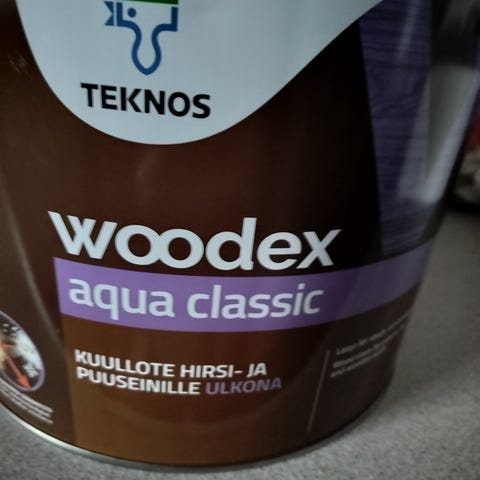 TEKNOS
woodex
aqua classic
KUULLOTE HIRSI- JA
PUUSEINILLE ULKONA